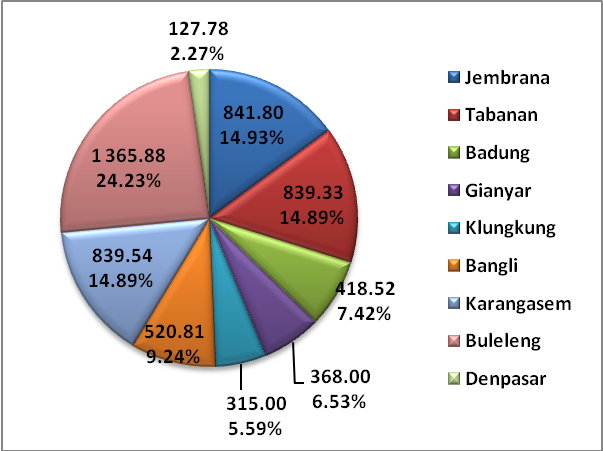 127.78
2.27%
841.80
14.93%
839.33
14.89%
418.52
7.42%
368.00
6.53%
315.00
5.59%
520.81
9.24%
839.54
14.89%
1 365.88
24.23%
Jembrana
Tabanan
Badung
Gianyar
Klungkung
Bangli
Karangasem
Buleleng
Denpasar